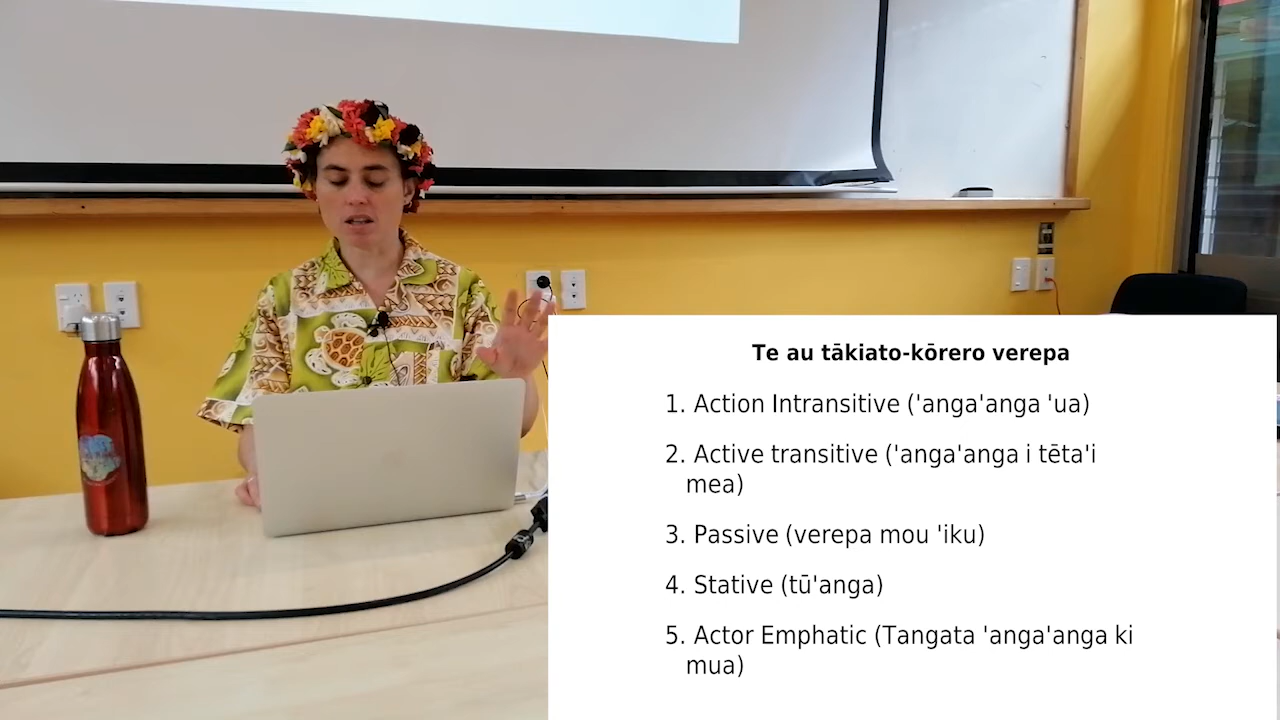 Te au tākiato-kōrero verepa
1. Action Intransitive ('anga'anga 'ua)
2. Active transitive ('anga'anga i tēta'i
mea)
3. Passive (verepa mou 'iku)
4. Stative (tū'anga)
5. Actor Emphatic (Tangata 'anga'anga ki
mua)